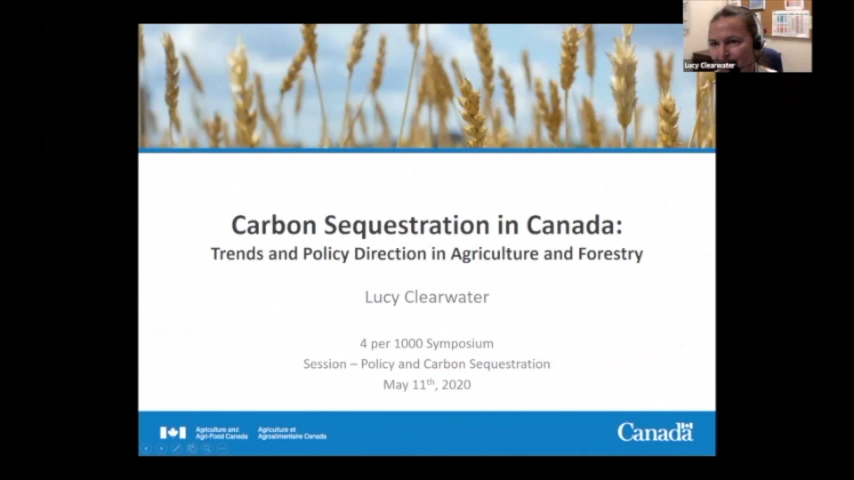 Lucy Clearwater
Carbon Sequestration in Canada:
Trends and Policy Direction in Agriculture and Forestry
Lucy Clearwater
4 per 1000 Symposium
Session – Policy and Carbon Sequestration
May 11th, 2020
Agriculture and Agriculture et
Agri-Food Canada Agroalimentaire Canada
Canada